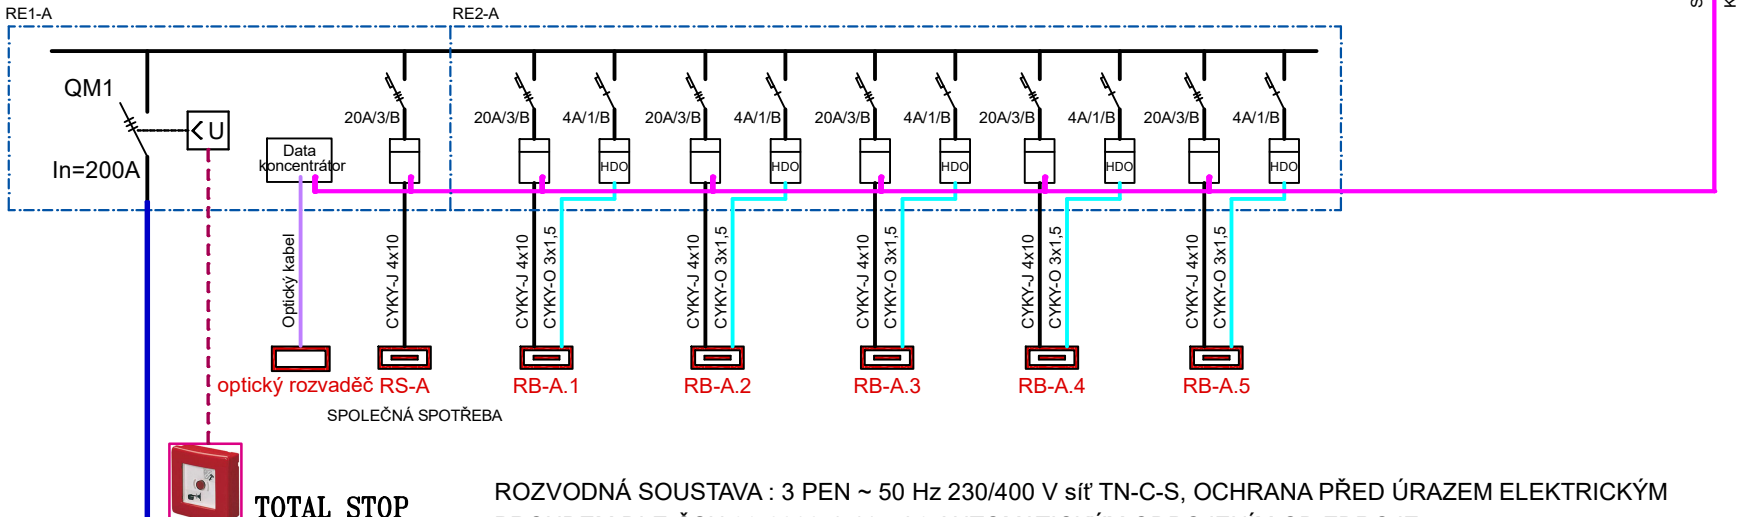 RE1-A
RE2-A
S
K
QM1
In=200A
<U
Data
koncentrátor
20A/3/B
20A/3/B
4A/1/B
20A/3/B
4A/1/B
20A/3/B
4A/1/B
20A/3/B
4A/1/B
20A/3/B
4A/1/B
HDO
HDO
HDO
HDO
HDO
Optický kabel
CYKY-J 4x10
CYKY-J 4x10
CYKY-O 3x1,5
CYKY-J 4x10
CYKY-O 3x1,5
CYKY-J 4x10
CYKY-O 3x1,5
CYKY-J 4x10
CYKY-O 3x1,5
CYKY-J 4x10
CYKY-O 3x1,5
optický rozvaděč
RS-A
RB-A.1
RB-A.2
RB-A.3
RB-A.4
RB-A.5
SPOLEČNÁ SPOTŘEBA
TOTAL STOP
ROZVODNÁ SOUSTAVA : 3 PEN ~ 50 Hz 230/400 V síť TN-C-S, OCHRANA PŘED ÚRAZEM ELEKTRICKÝM